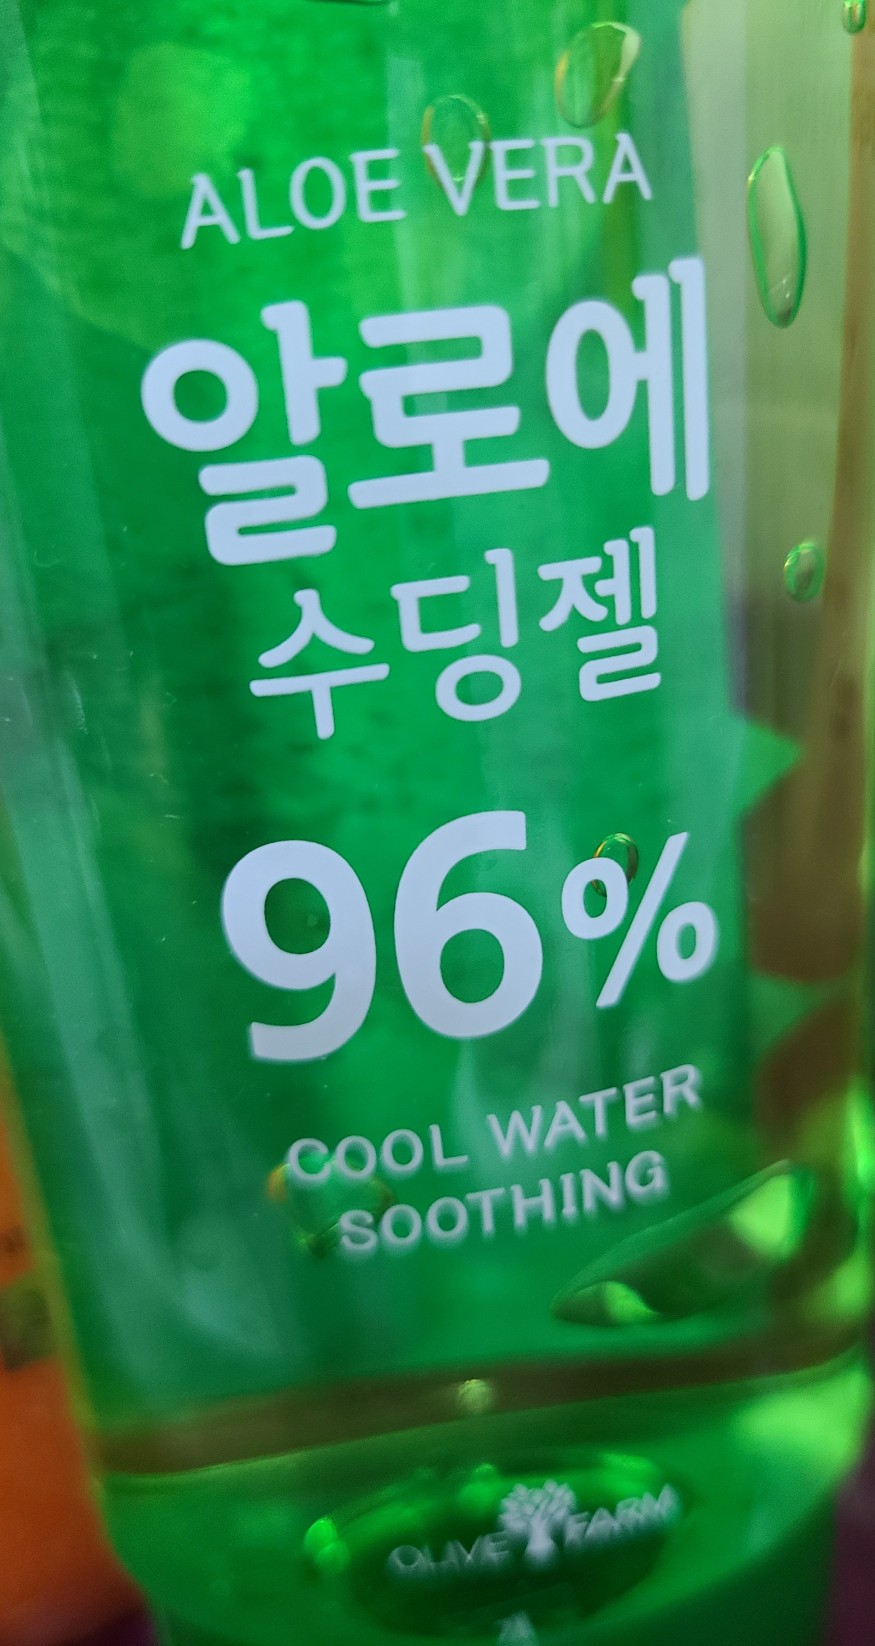 ALOE VERA
알로에
수딩젤
96%
COOL WATER
SOOTHING
OLIVE FARM